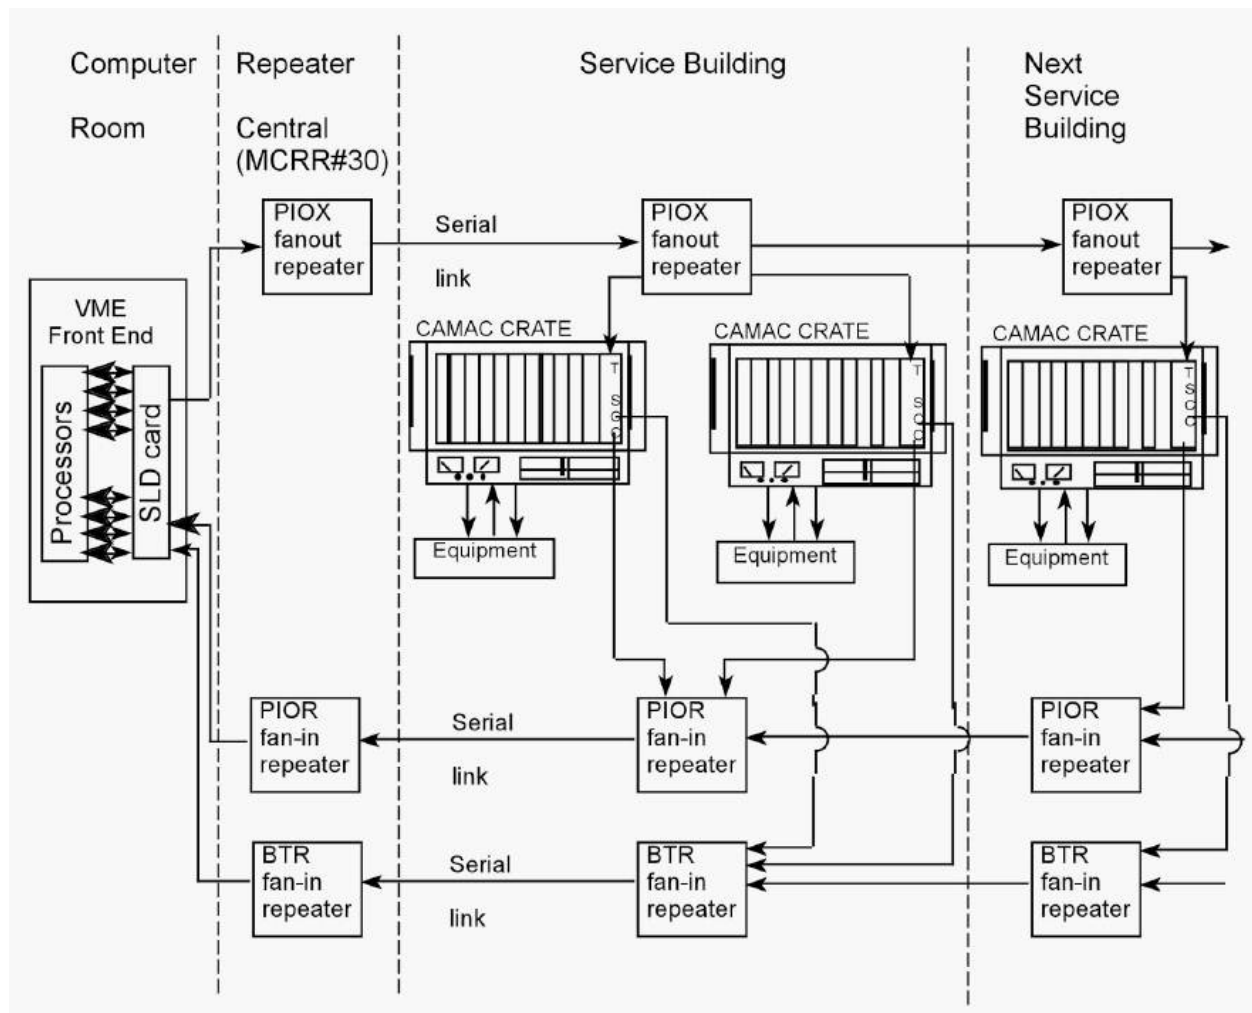 Computer
Room
Repeater
Central
(MCRR#30)
Service Building
Next
Service
Building
PIOX
fanout
repeater
Serial
link
PIOX
fanout
repeater
PIOX
fanout
repeater
VME
Front End
Processors
SLD card
CAMAC CRATE
T
S
C
C
Equipment
CAMAC CRATE
T
S
C
C
Equipment
CAMAC CRATE
T
S
C
C
Equipment
PIOR
fan-in
repeater
Serial
link
PIOR
fan-in
repeater
PIOR
fan-in
repeater
BTR
fan-in
repeater
Serial
link
BTR
fan-in
repeater
BTR
fan-in
repeater